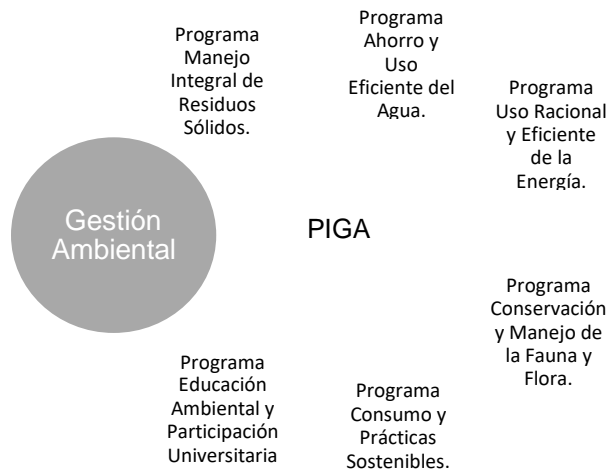 Programa
Manejo
Integral de
Residuos
Sólidos.
Programa
Ahorro y
Uso
Eficiente del
Agua.
Programa
Uso Racional
y Eficiente
de la
Energía.
Gestión
Ambiental
PIGA
Programa
Conservación
y Manejo de
la Fauna y
Flora.
Programa
Educación
Ambiental y
Participación
Universitaria
Programa
Consumo y
Prácticas
Sostenibles.